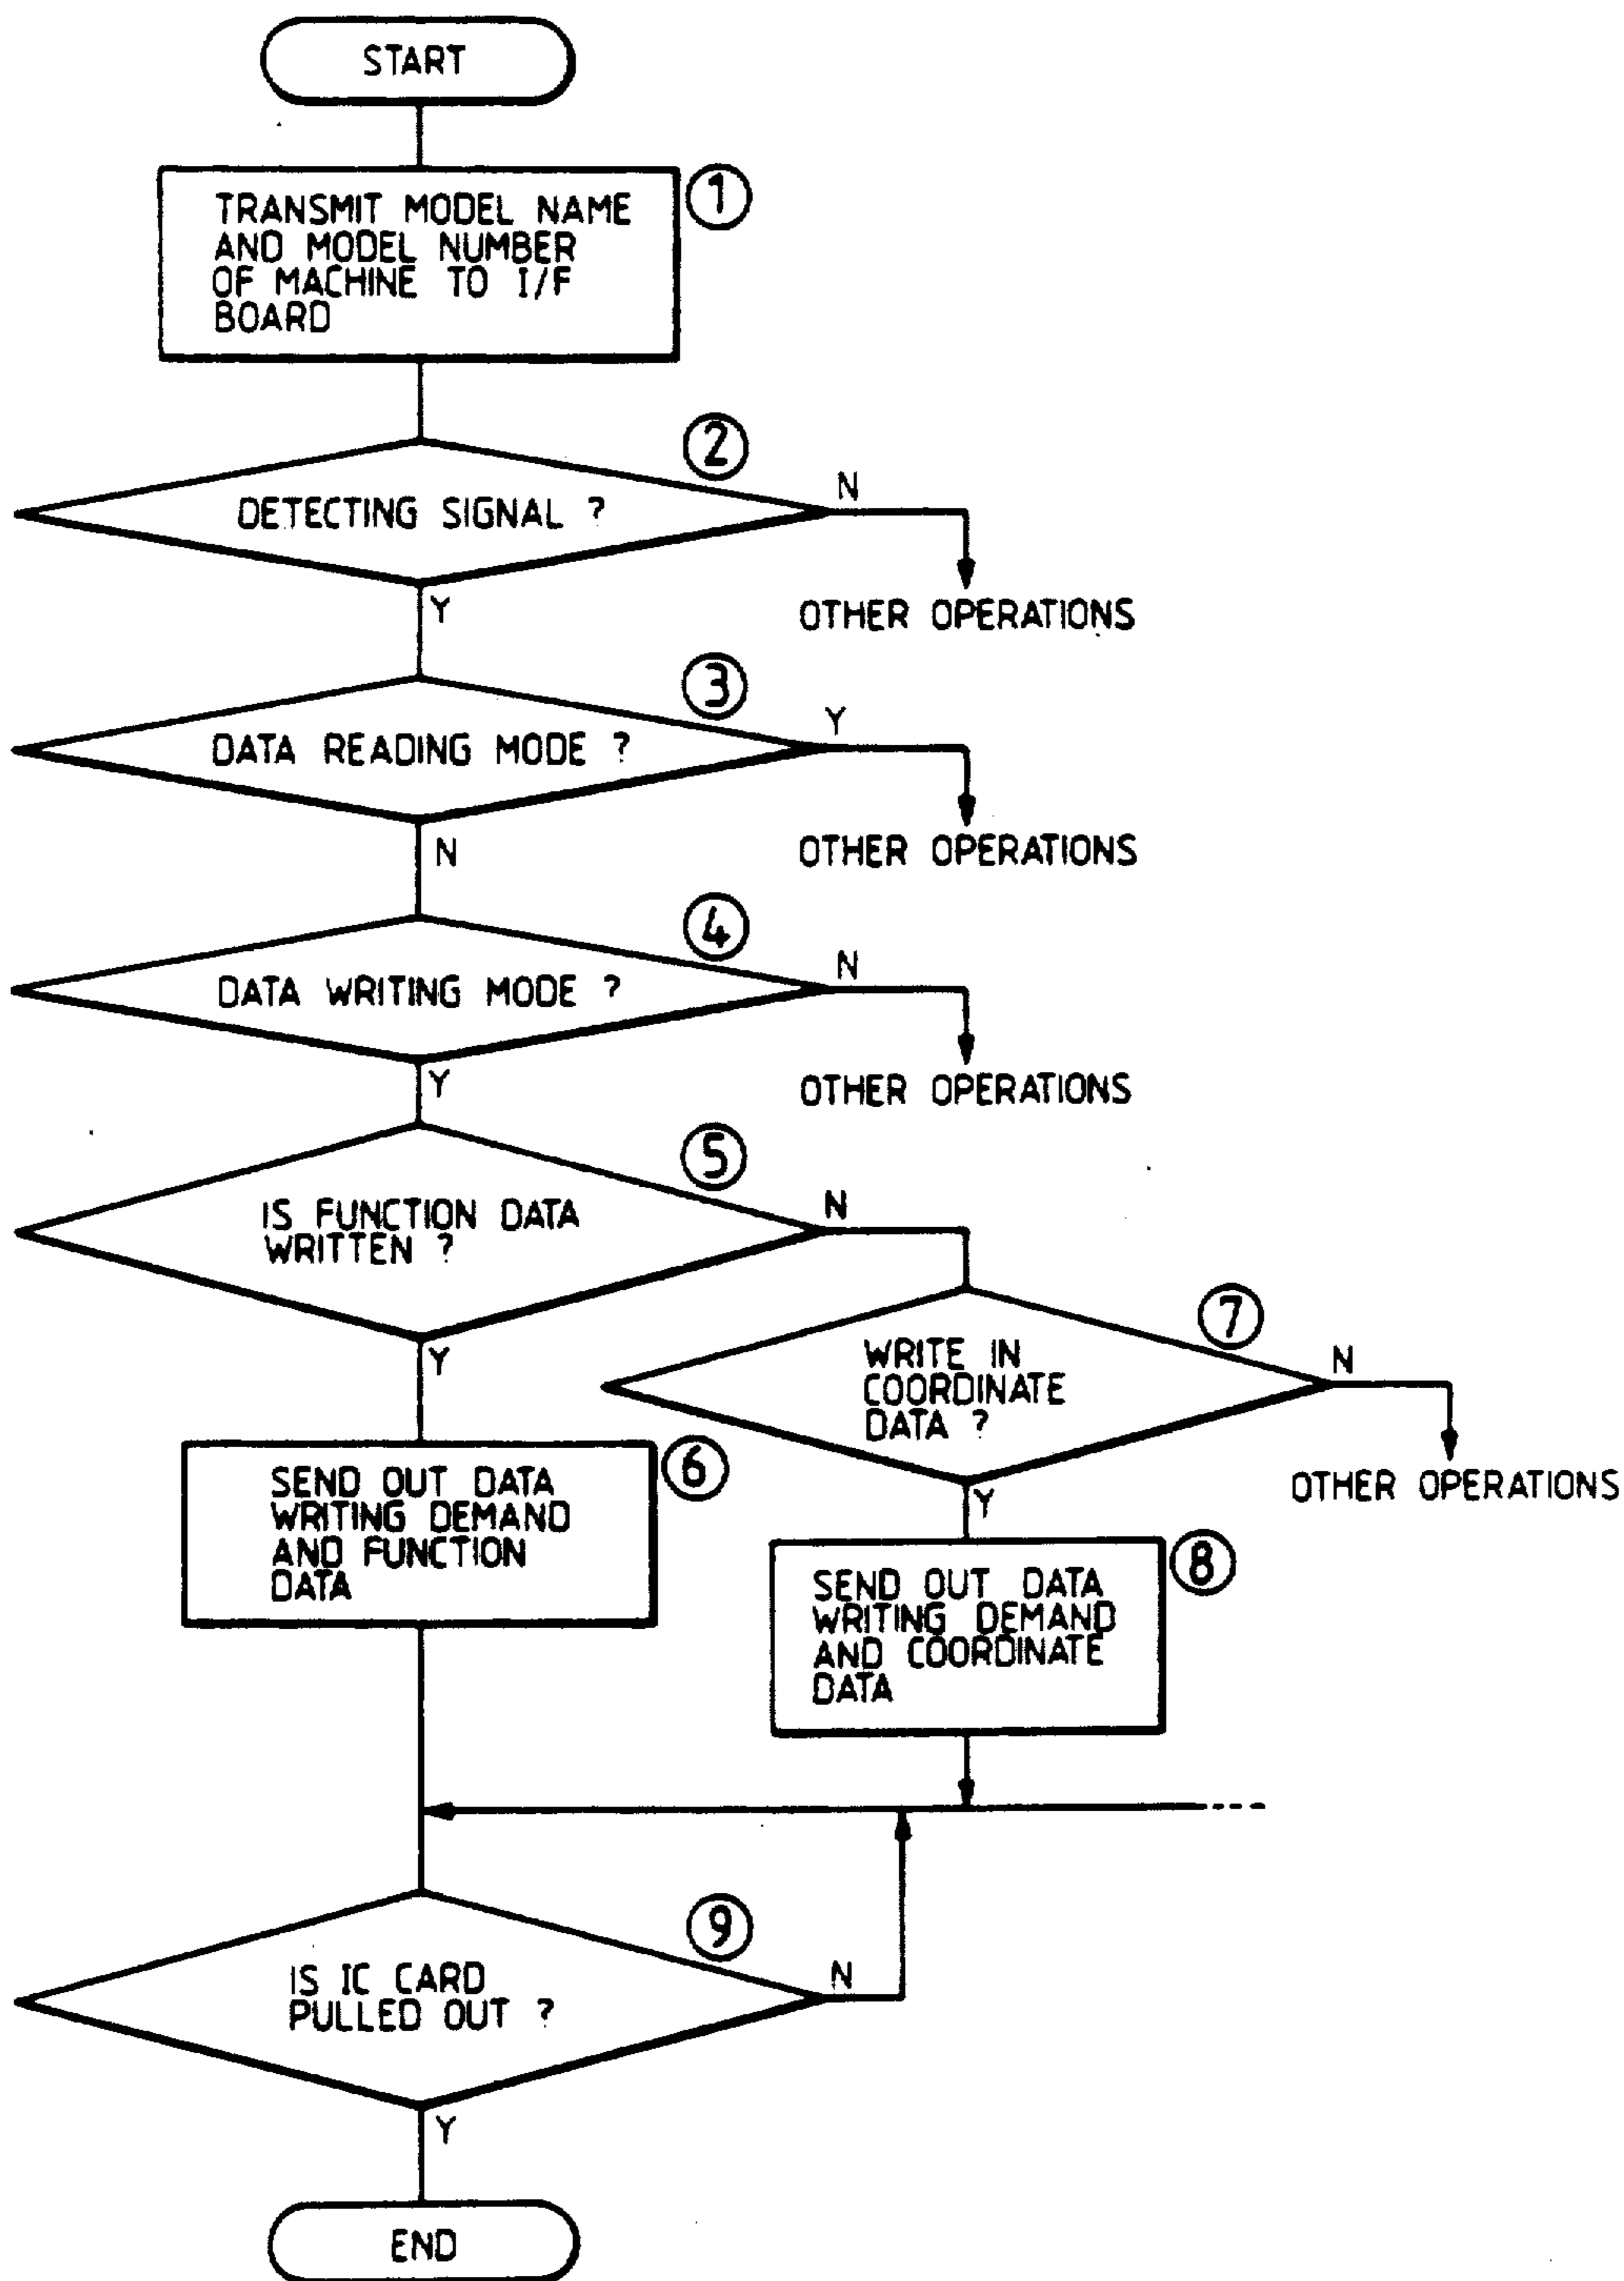 START
1
TRANSMIT MODEL NAME
AND MODEL NUMBER
OF MACHINE TO I/F
BOARD
2
DETECTING SIGNAL ?
N
OTHER OPERATIONS
Y
3
DATA READING MODE ?
Y
OTHER OPERATIONS
N
4
DATA WRITING MODE ?
N
OTHER OPERATIONS
Y
5
IS FUNCTION DATA
WRITTEN ?
N
Y
7
WRITE IN
COORDINATE
DATA ?
N
OTHER OPERATIONS
Y
6
SEND OUT DATA
WRITING DEMAND
AND FUNCTION
DATA
8
SEND OUT DATA
WRITING DEMAND
AND COORDINATE
DATA
9
IS IC CARD
PULLED OUT ?
N
Y
END